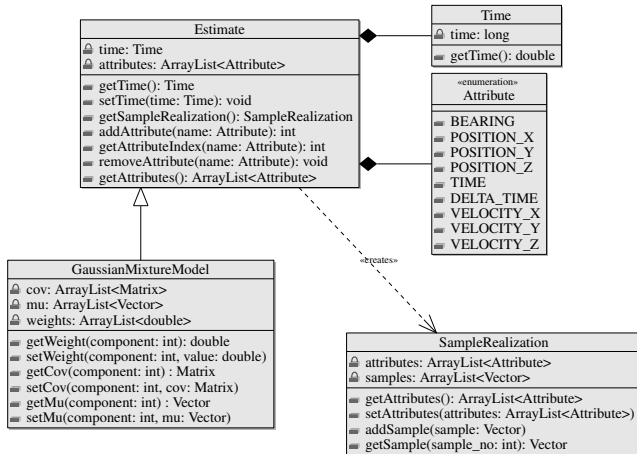 Estimate
time: Time
attributes: ArrayList<Attribute>
getTime(): Time
setTime(time: Time): void
getSampleRealization(): SampleRealization
addAttribute(name: Attribute): int
getAttributeIndex(name: Attribute): int
removeAttribute(name: Attribute): void
getAttributes(): ArrayList<Attribute>
Time
time: long
getTime(): double
«enumeration»
Attribute
BEARING
POSITION_X
POSITION_Y
POSITION_Z
TIME
DELTA_TIME
VELOCITY_X
VELOCITY_Y
VELOCITY_Z
«creates»
GaussianMixtureModel
cov: ArrayList<Matrix>
mu: ArrayList<Vector>
weights: ArrayList<double>
getWeight(component: int): double
setWeight(component: int, value: double)
getCov(component: int) : Matrix
setCov(component: int, cov: Matrix)
getMu(component: int) : Vector
setMu(component: int, mu: Vector)
SampleRealization
attributes: ArrayList<Attribute>
samples: ArrayList<Vector>
getAttributes(): ArrayList<Attribute>
setAttributes(attributes: ArrayList<Attribute>)
addSample(sample: Vector)
getSample(sample_no: int): Vector